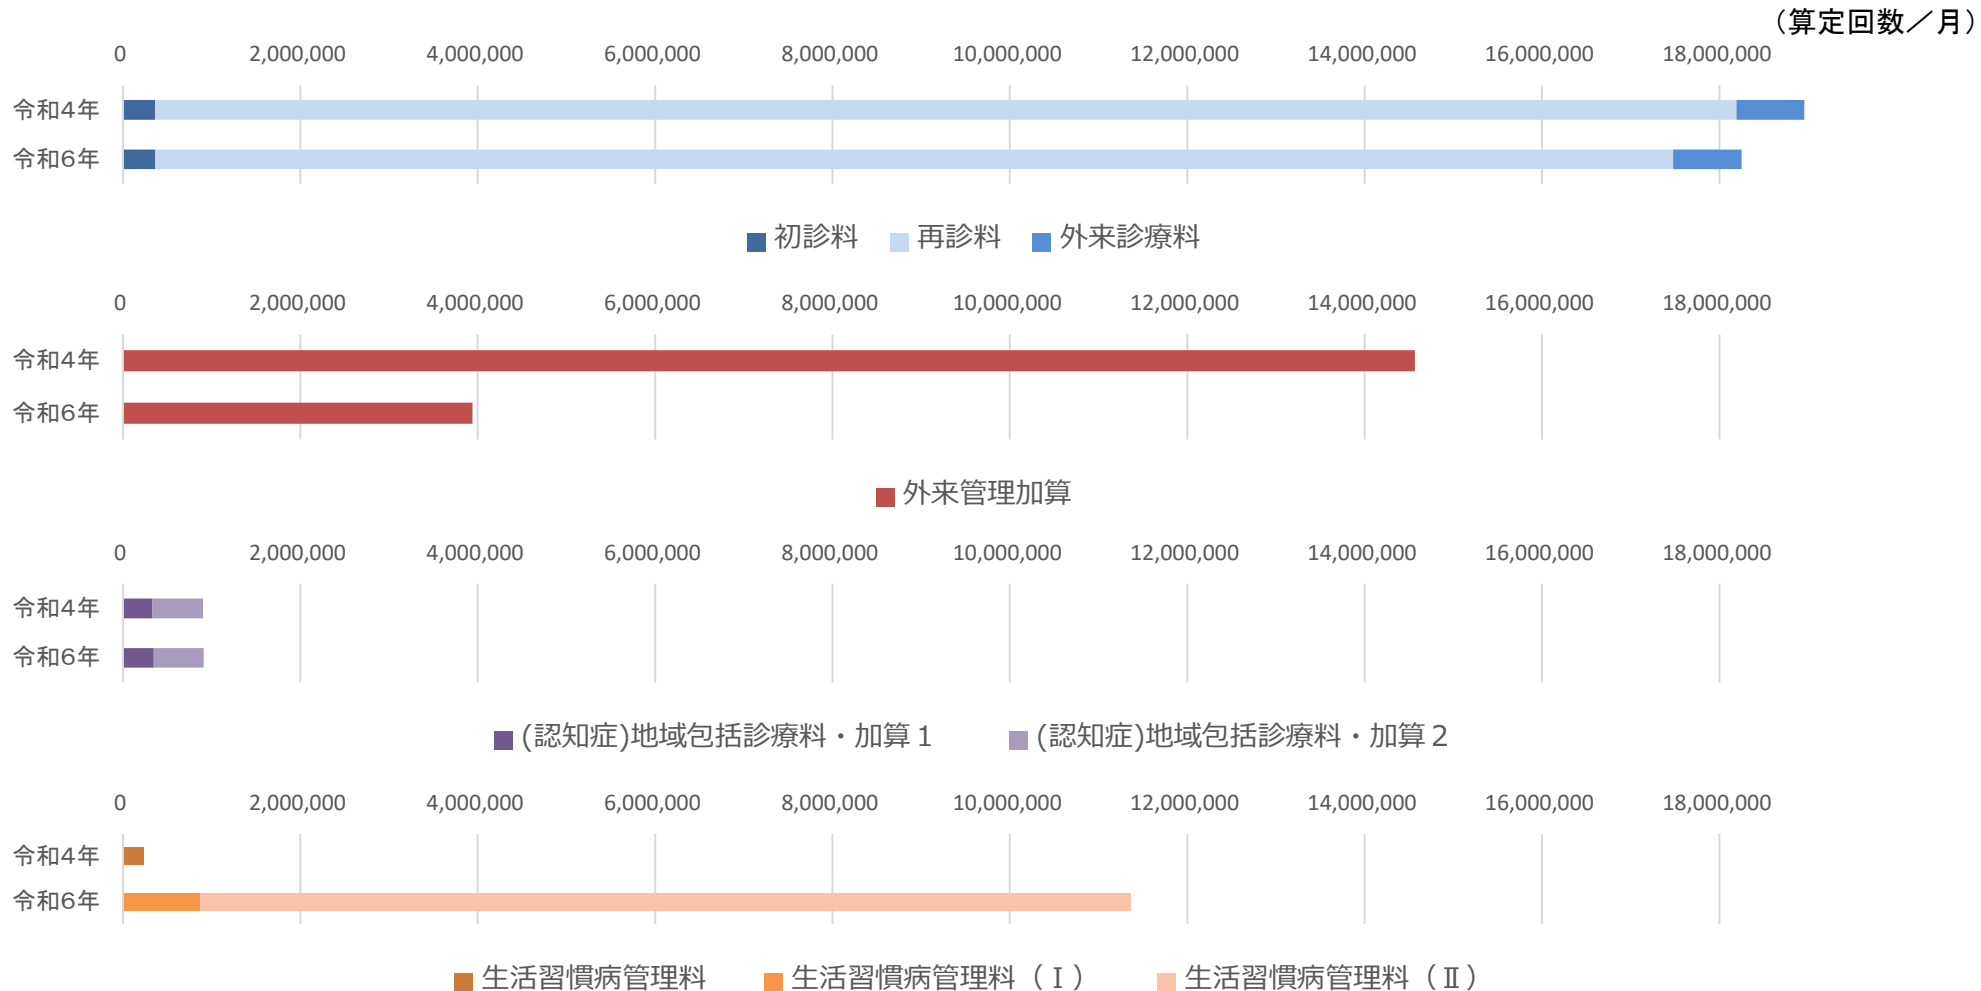 （算定回数／月）
0 2,000,000 4,000,000 6,000,000 8,000,000 10,000,000 12,000,000 14,000,000 16,000,000 18,000,000
令和4年
令和6年
初診料 再診料 外来診療料
0 2,000,000 4,000,000 6,000,000 8,000,000 10,000,000 12,000,000 14,000,000 16,000,000 18,000,000
令和4年
令和6年
外来管理加算
0 2,000,000 4,000,000 6,000,000 8,000,000 10,000,000 12,000,000 14,000,000 16,000,000 18,000,000
令和4年
令和6年
(認知症)地域包括診療料・加算１ (認知症)地域包括診療料・加算２
0 2,000,000 4,000,000 6,000,000 8,000,000 10,000,000 12,000,000 14,000,000 16,000,000 18,000,000
令和4年
令和6年
生活習慣病管理料 生活習慣病管理料（Ⅰ） 生活習慣病管理料（Ⅱ）